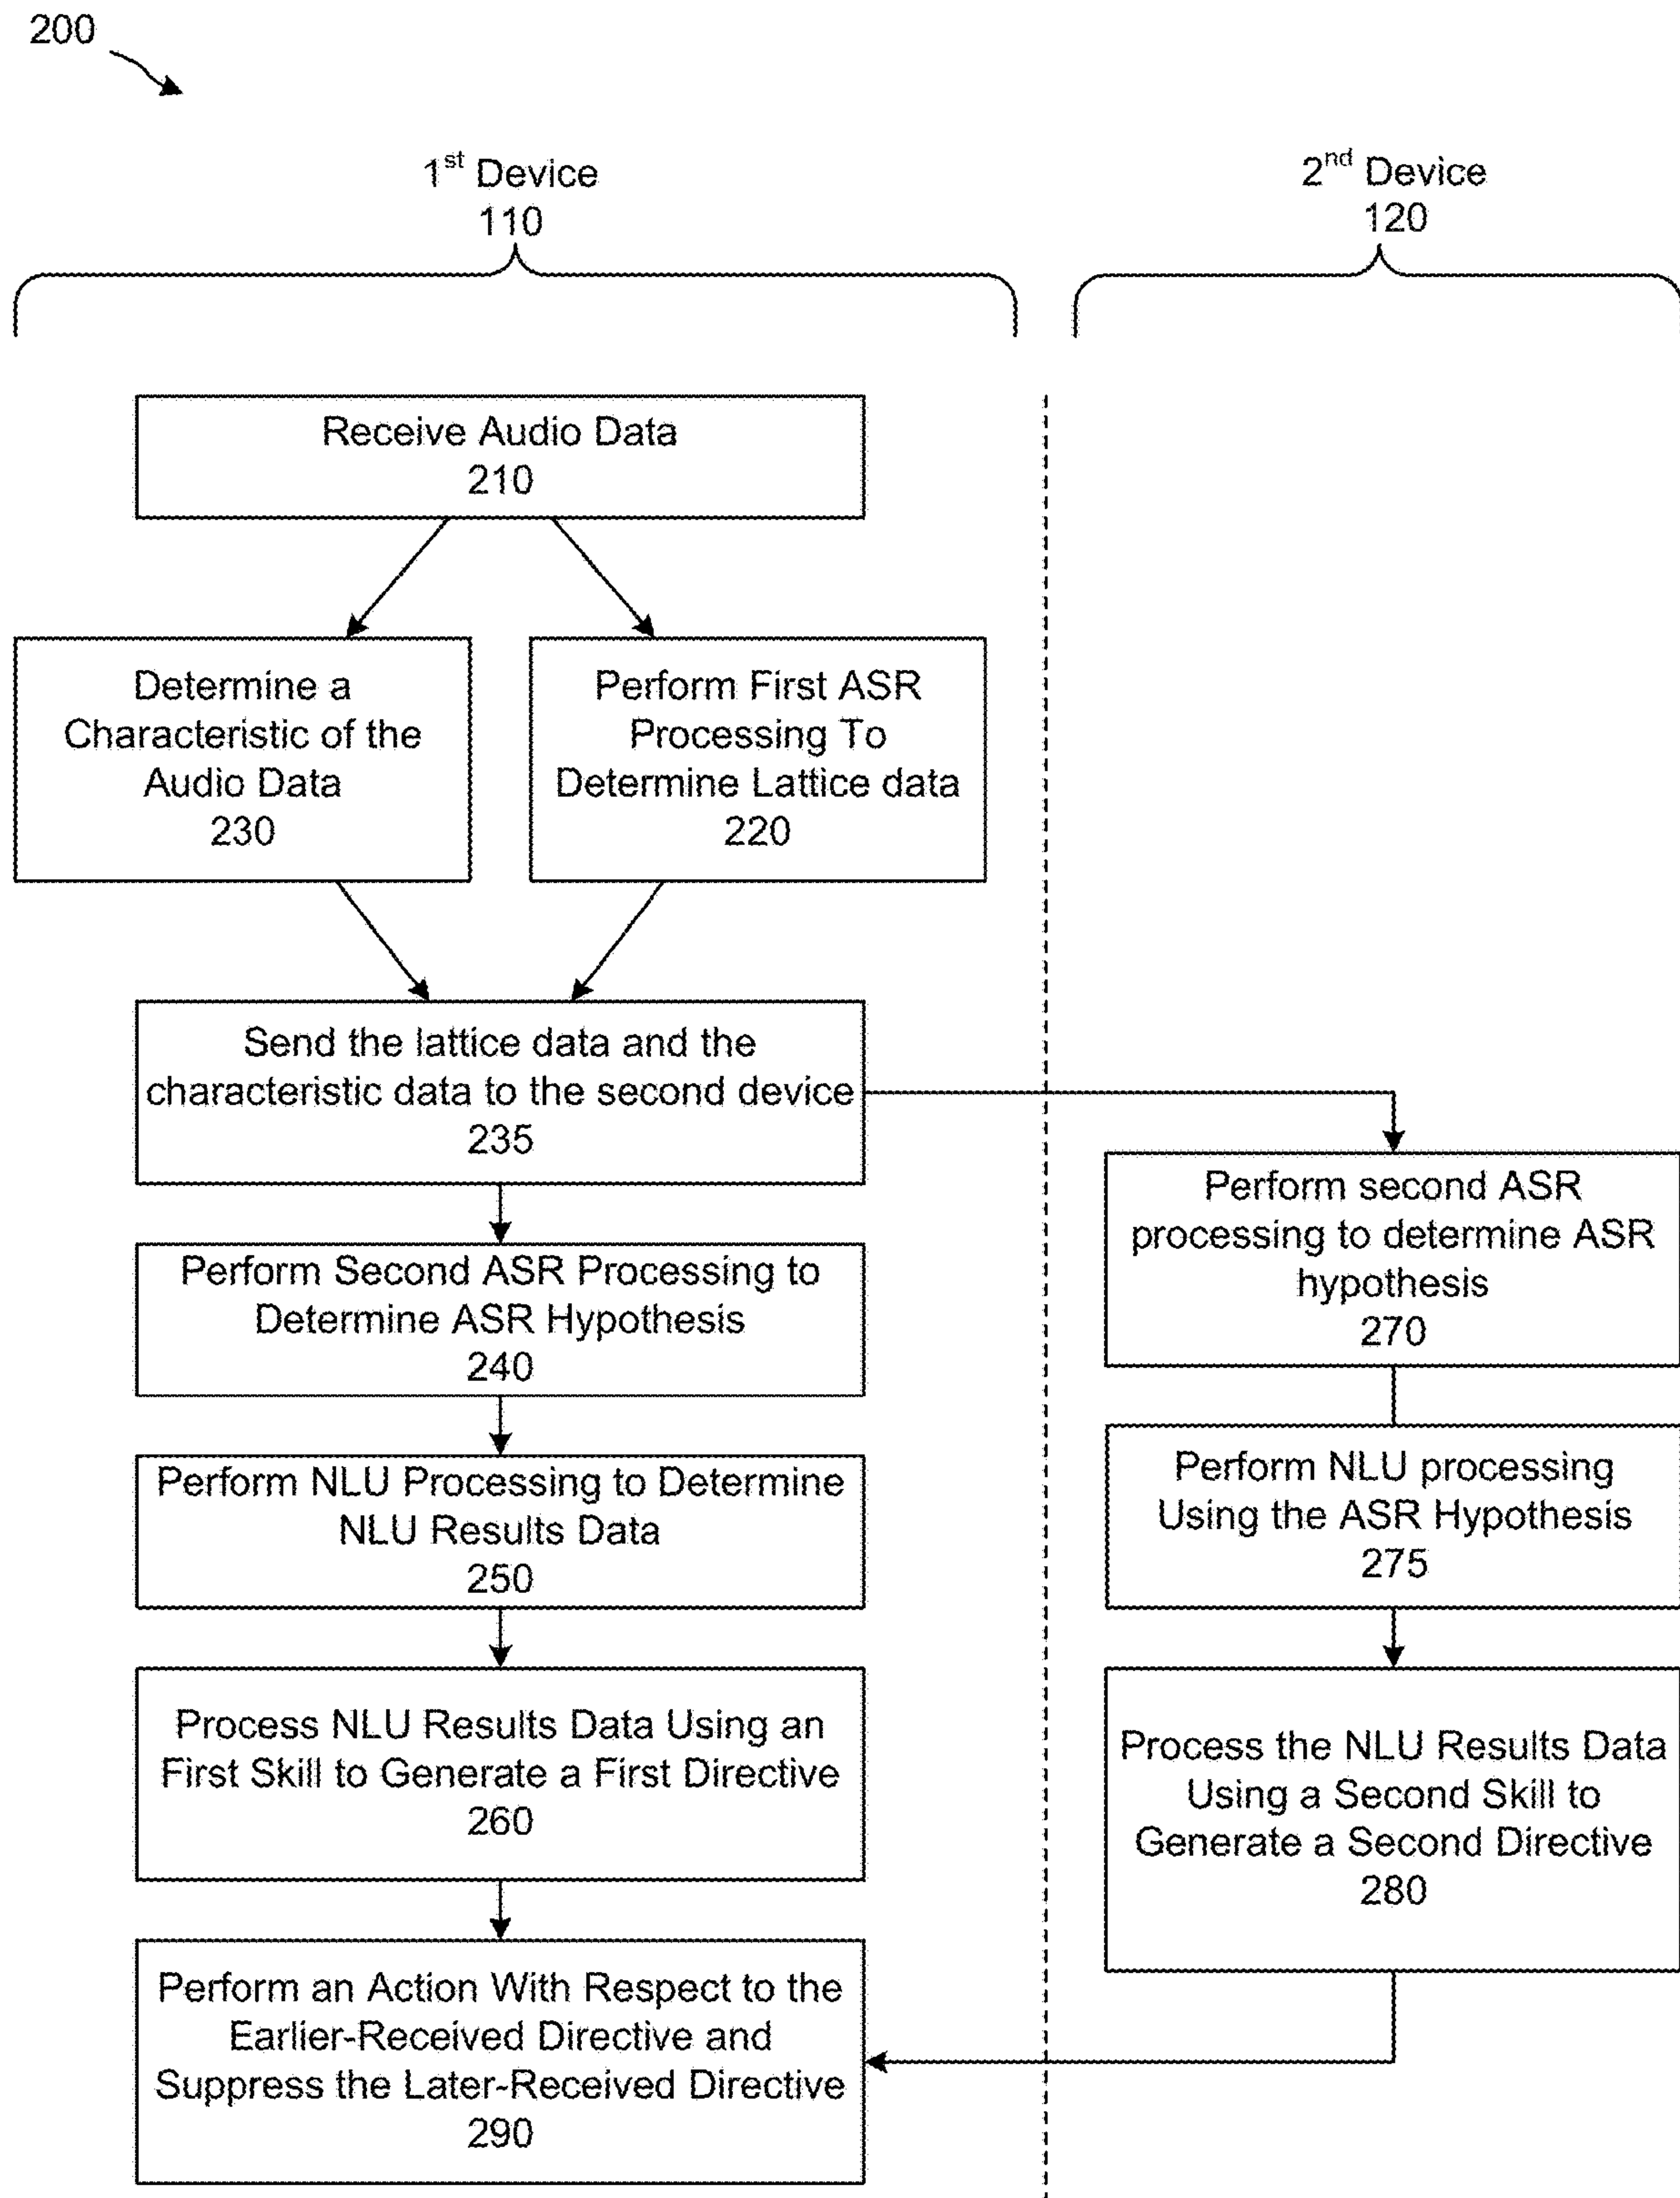 200
1st Device
110
2nd Device
120
Receive Audio Data
210
Determine a
Characteristic of the
Audio Data
230
Perform First ASR
Processing To
Determine Lattice data
220
Send the lattice data and the
characteristic data to the second device
235
Perform second ASR
processing to determine ASR
hypothesis
270
Perform Second ASR Processing to
Determine ASR Hypothesis
240
Perform NLU processing
Using the ASR Hypothesis
275
Perform NLU Processing to Determine
NLU Results Data
250
Process NLU Results Data Using an
First Skill to Generate a First Directive
260
Process the NLU Results Data
Using a Second Skill to
Generate a Second Directive
280
Perform an Action With Respect to the
Earlier-Received Directive and
Suppress the Later-Received Directive
290